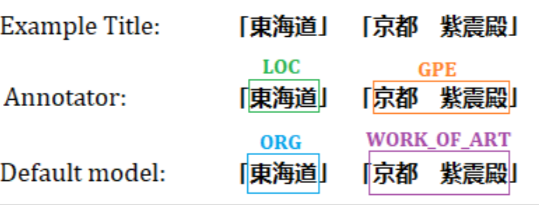 Example Title: 「東海道」 「京都　紫震殿」
LOC GPE
Annotator: 「東海道」 「京都　紫震殿」
ORG WORK_OF_ART
Default model: 「東海道」 「京都　紫震殿」